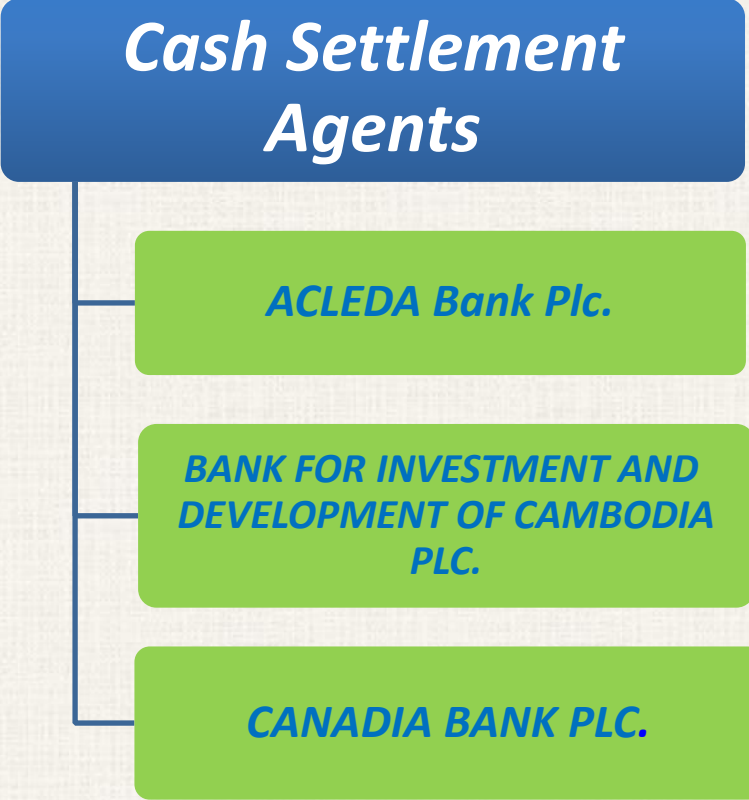 Cash Settlement
Agents
ACLEDA Bank Plc.
BANK FOR INVESTMENT AND
DEVELOPMENT OF CAMBODIA
PLC.
CANADIA BANK PLC.